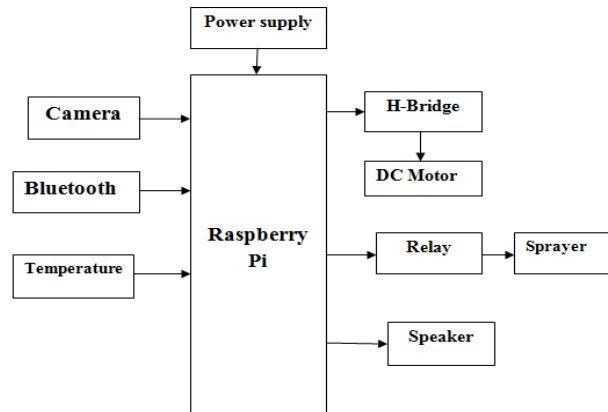 Power supply
Camera
H-Bridge
Bluetooth
DC Motor
Raspberry
Pi
Temperature
Relay
Sprayer
Speaker